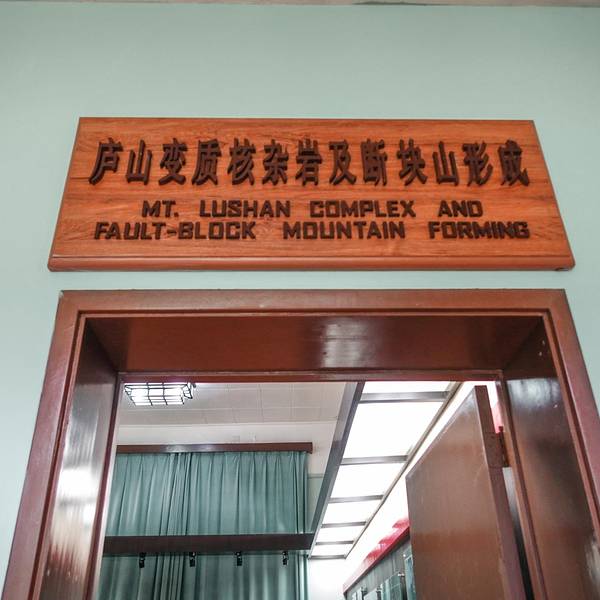 庐山变质核杂岩及断块山形成
MT. LUSHAN COMPLEX AND
FAULT-BLOCK MOUNTAIN FORMING